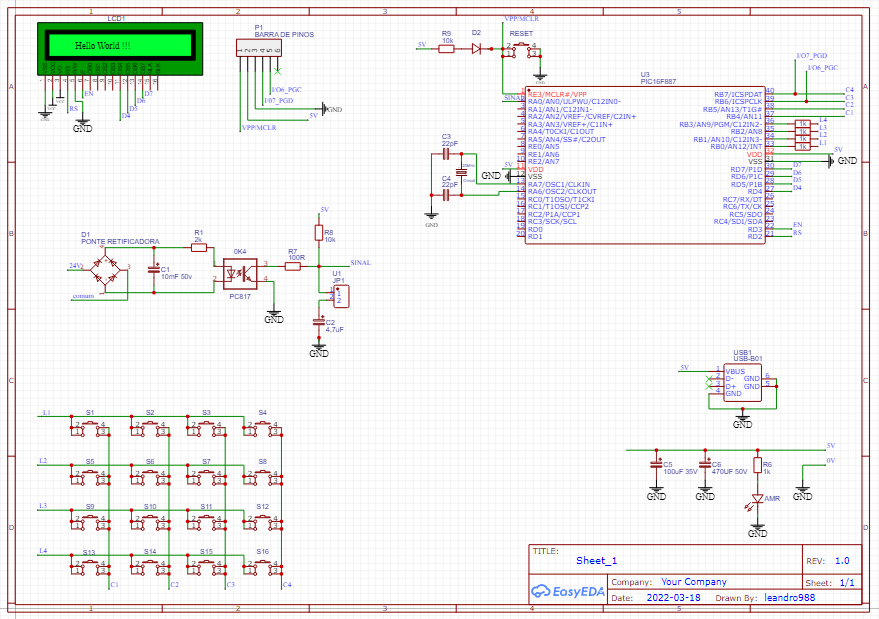 1
2
3
4
5
LCD1
Hello World !!!
EN
RS
D7
D6
D5
D4
GND
P1
BARRA DE PINOS
1 2 3 4 5 6
I/O6_PGC
I/O7_PGD
GND
5V
VPP/MCLR
VPP/MCLR
R9
10k
D2
RESET
5V
U3
PIC16F887
I/O7_PGD
I/O6_PGC
SINAL
RE3/MCLR#/VPP
RA0/AN0/ULPWU/C12IN0-
RA1/AN1/C12IN1-
RA2/AN2/VREF-/CVREF/C2IN+
RA3/AN3/VREF+/C1IN+
RA4/T0CKI/C1OUT
RA5/AN4/SS#/C2OUT
RE0/AN5
RE1/AN6
RE2/AN7
VDD
VSS
RA7/OSC1/CLKIN
RA6/OSC2/CLKOUT
RC0/T1OSO/T1CKI
RC1/T1OSI/CCP2
RC2/P1A/CCP1
RC3/SCK/SCL
RD0
RD1
RB7/ICSPDAT
RB6/ICSPCLK
RB5/AN13/T1G#
RB4/AN11
RB3/AN9/PGM/C12IN2-
RB2/AN8
RB1/AN10/C12IN3-
RB0/AN12/INT
VDD
VSS
RD7/P1D
RD6/P1C
RD5/P1B
RD4
RC7/RX/DT
RC6/TX/CK
RC5/SDO
RC4/SDI/SDA
RD3
RD2
C4
C3
C2
C1
1k
1k
1k
1k
L4
L3
L2
L1
5V
GND
D7
D6
D5
D4
EN
RS
C3
22pF
C4
22pF
5V
GND
GND
D1
PONTE RETIFICADORA
24V
comum
C1
10mF 50v
R1
2k
0K4
PC817
R7
100R
GND
5V
R8
10k
SINAL
U1
JP1
1
2
C2
4,7uF
GND
USB1
USB-B01
5V
VBUS
D-
D+
GND
GND
GND
GND
L1
S1
S2
S3
S4
L2
S5
S6
S7
S8
L3
S9
S10
S11
S12
L4
S13
S14
S15
S16
C1
C2
C3
C4
5V
0V
C5
100uF 35V
C6
470UF 50V
R6
1k
AMR
GND
GND
GND
GND
A
B
C
D
A
B
C
D
TITLE:
Sheet_1
REV: 1.0
EasyEDA
Company: Your Company
Sheet: 1/1
Date: 2022-03-18
Drawn By: leandro988
1
2
3
4
5